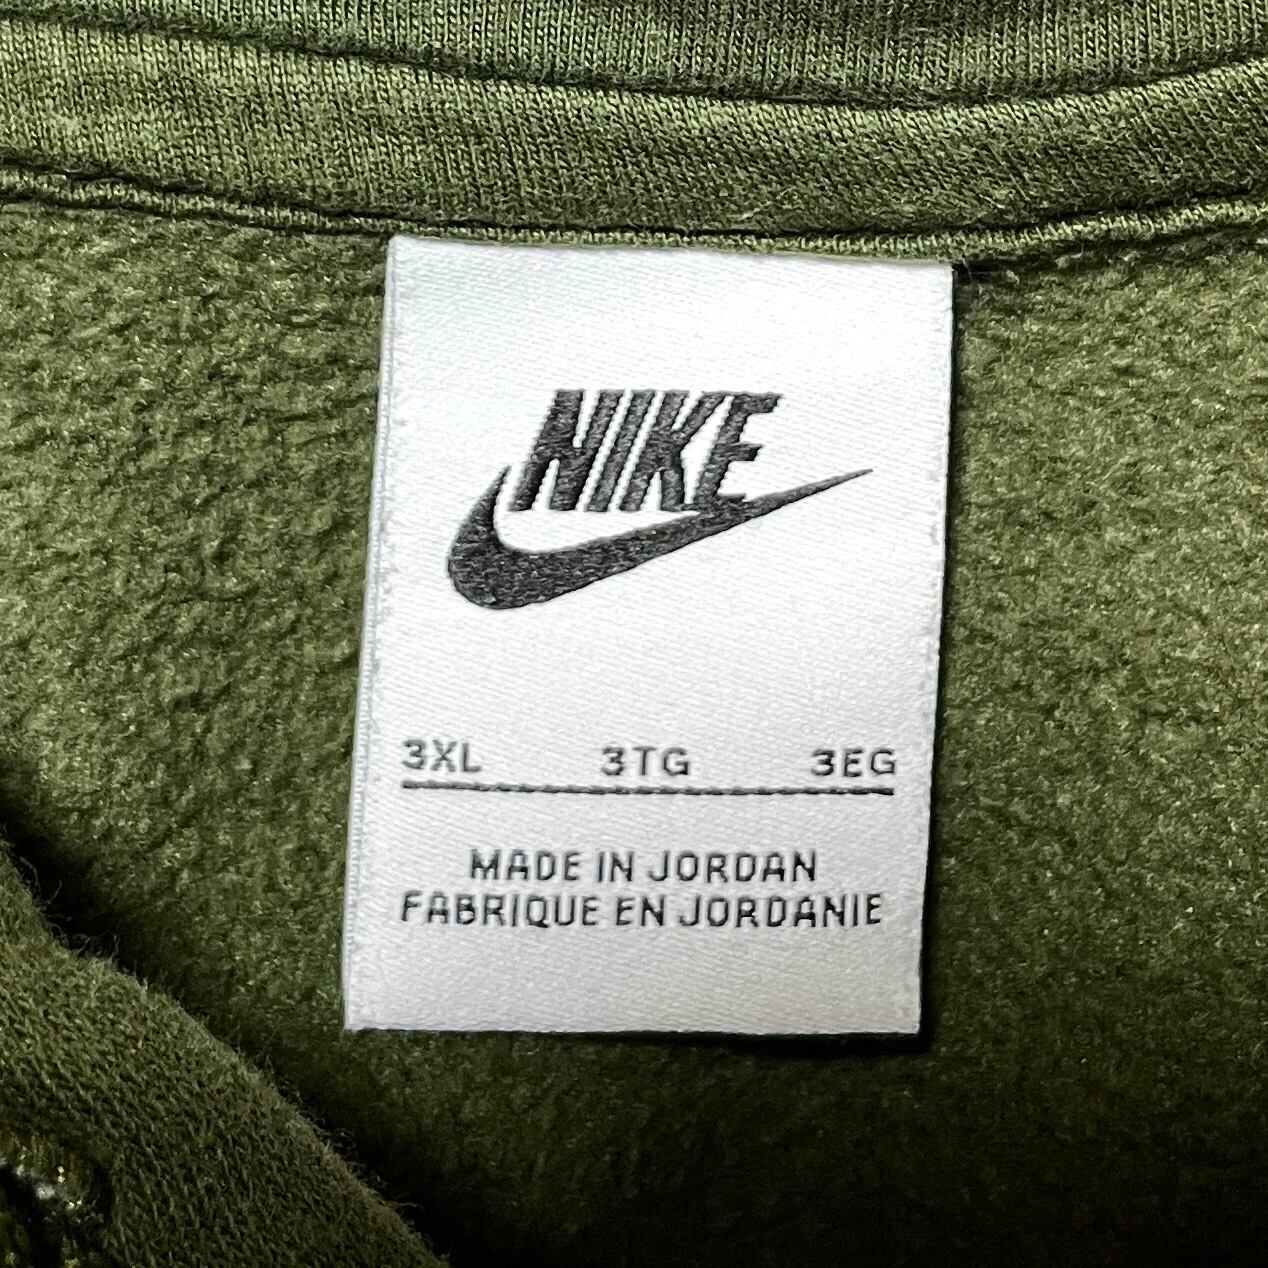 NIKE
3XL 3TG 3EG
MADE IN JORDAN
FABRIQUE EN JORDANIE